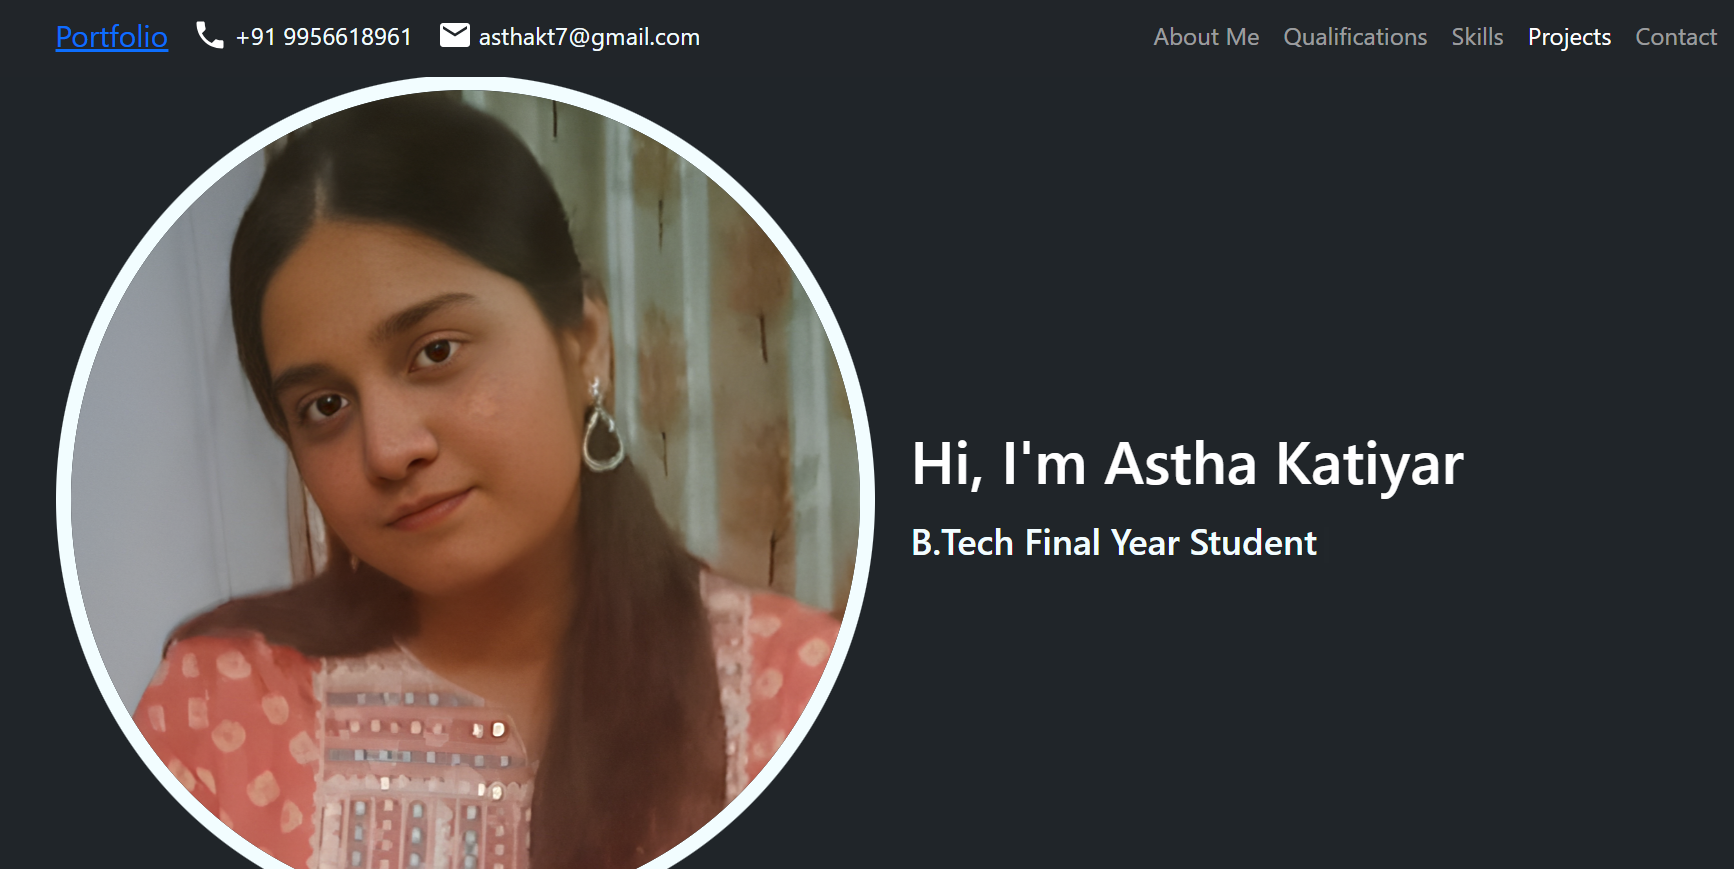 Portfolio +91 9956618961 asthakt7@gmail.com About Me Qualifications Skills Projects Contact
Hi, I'm Astha Katiyar
B.Tech Final Year Student